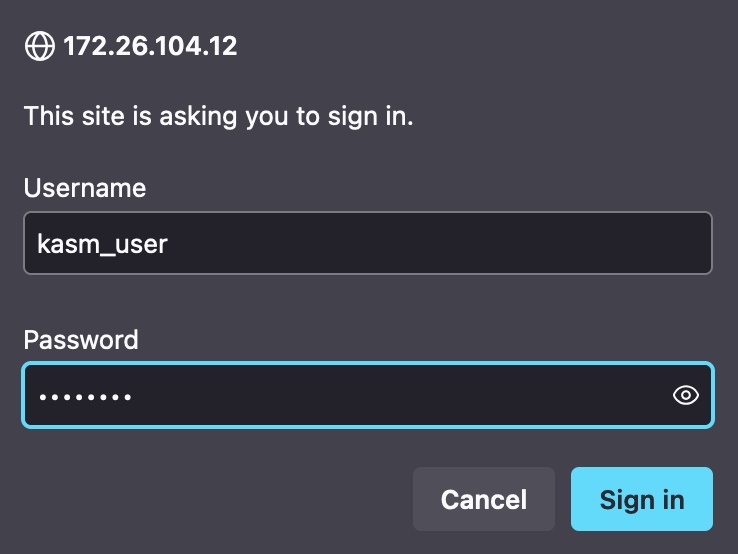 172.26.104.12
This site is asking you to sign in.
Username
kasm_user
Password
••••••••
Cancel Sign in